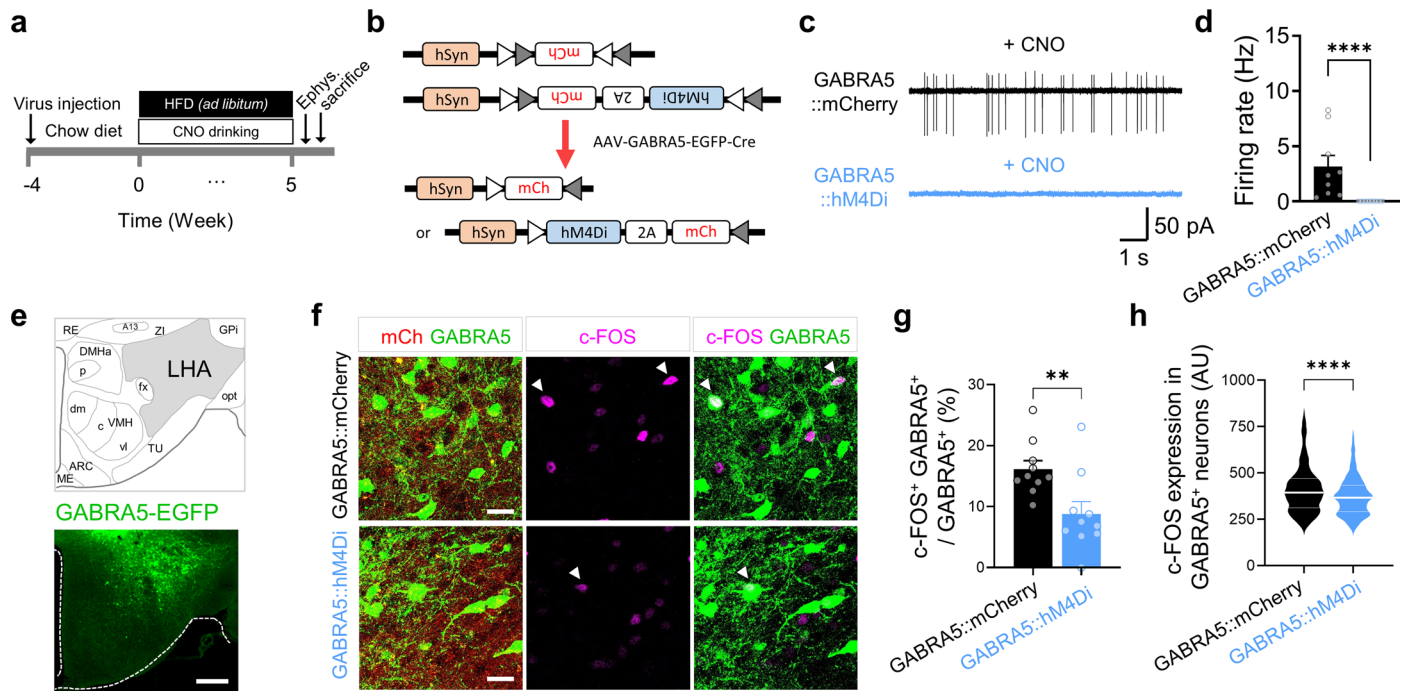 a
Virus injection
Chow diet
HFD (ad libitum)
CNO drinking
Ephys.
sacrifice
-4
0
...
5
Time (Week)
b
hSyn
mCh
hSyn
mCh
2A
hM4Di
AAV-GABRA5-EGFP-Cre
hSyn
mCh
or
hSyn
hM4Di
2A
mCh
c
+ CNO
GABRA5
::mCherry
+ CNO
GABRA5
::hM4Di
50 pA
1 s
d
Firing rate (Hz)
15
10
5
0
****
GABRA5::mCherry
GABRA5::hM4Di
e
RE
A13
ZI
GPi
DMHa
p
LHA
fx
opt
dm
c
VMH
vl
TU
ARC
ME
GABRA5-EGFP
f
mCh GABRA5
c-FOS
c-FOS GABRA5
GABRA5::mCherry
GABRA5::hM4Di
g
c-FOS⁺ GABRA5⁺
/ GABRA5⁺ (%)
30
20
10
0
**
GABRA5::mCherry
GABRA5::hM4Di
h
c-FOS expression in
GABRA5⁺ neurons (AU)
1000
750
500
250
0
****
GABRA5::mCherry
GABRA5::hM4Di